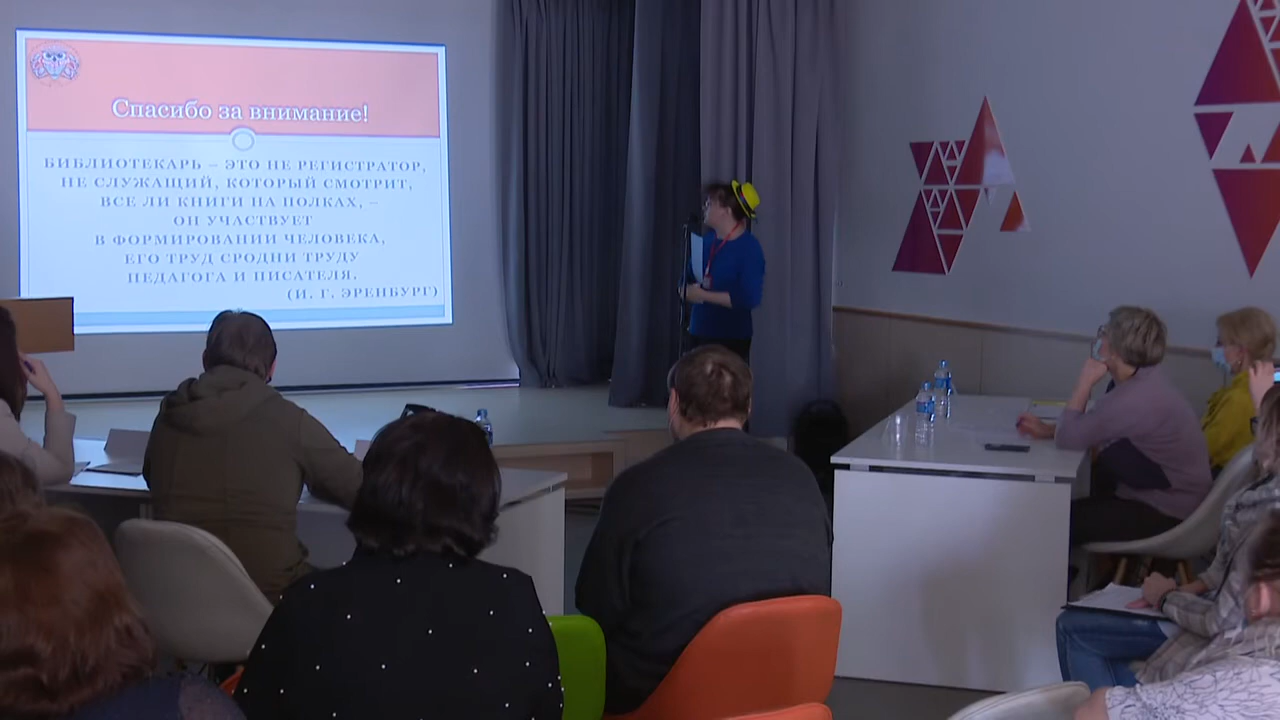 Спасибо за внимание!
БИБЛИОТЕКАРЬ – ЭТО НЕ РЕГИСТРАТОР,
НЕ СЛУЖАЩИЙ, КОТОРЫЙ СМОТРИТ,
ВСЕ ЛИ КНИГИ НА ПОЛКАХ, –
ОН УЧАСТВУЕТ
В ФОРМИРОВАНИИ ЧЕЛОВЕКА,
ЕГО ТРУД СРОДНИ ТРУДУ
ПЕДАГОГА И ПИСАТЕЛЯ.
(И. Г. ЭРЕНБУРГ)